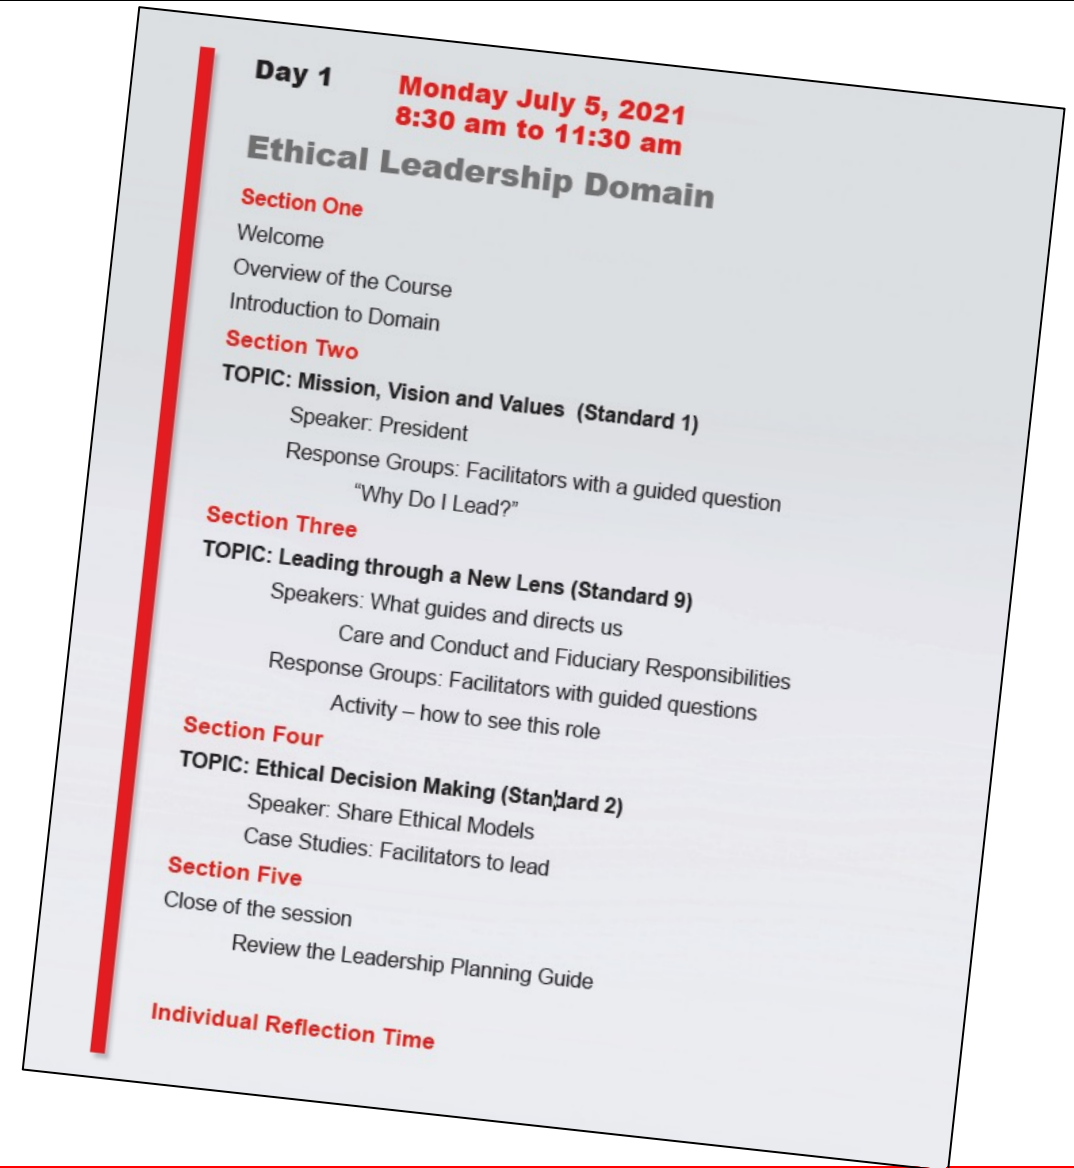 Day 1
Monday July 5, 2021
8:30 am to 11:30 am
Ethical Leadership Domain
Section One
Welcome
Overview of the Course
Introduction to Domain
Section Two
TOPIC: Mission, Vision and Values (Standard 1)
Speaker: President
Response Groups: Facilitators with a guided question
“Why Do I Lead?”
Section Three
TOPIC: Leading through a New Lens (Standard 9)
Speakers: What guides and directs us
Care and Conduct and Fiduciary Responsibilities
Response Groups: Facilitators with guided questions
Activity – how to see this role
Section Four
TOPIC: Ethical Decision Making (Standard 2)
Speaker: Share Ethical Models
Case Studies: Facilitators to lead
Section Five
Close of the session
Review the Leadership Planning Guide
Individual Reflection Time